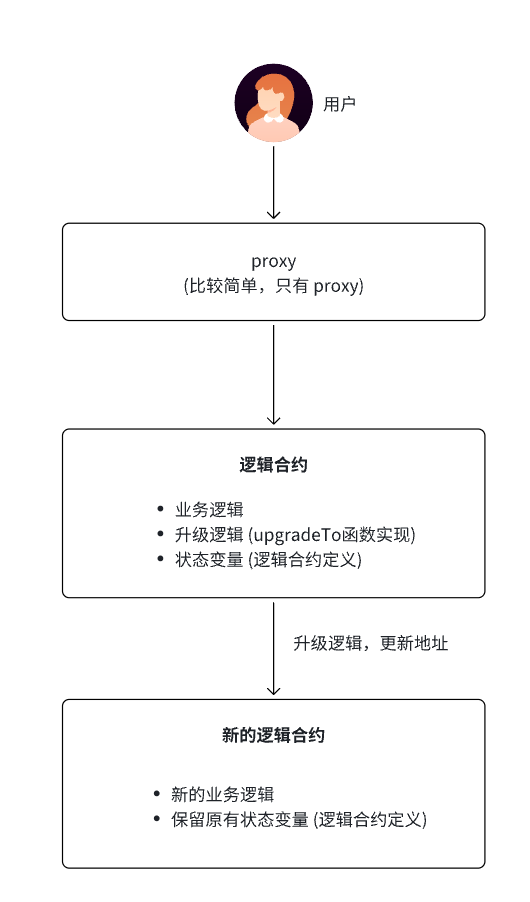 用户
proxy
(比较简单，只有 proxy)
逻辑合约
• 业务逻辑
• 升级逻辑 (upgradeTo函数实现)
• 状态变量 (逻辑合约定义)
升级逻辑，更新地址
新的逻辑合约
• 新的业务逻辑
• 保留原有状态变量 (逻辑合约定义)